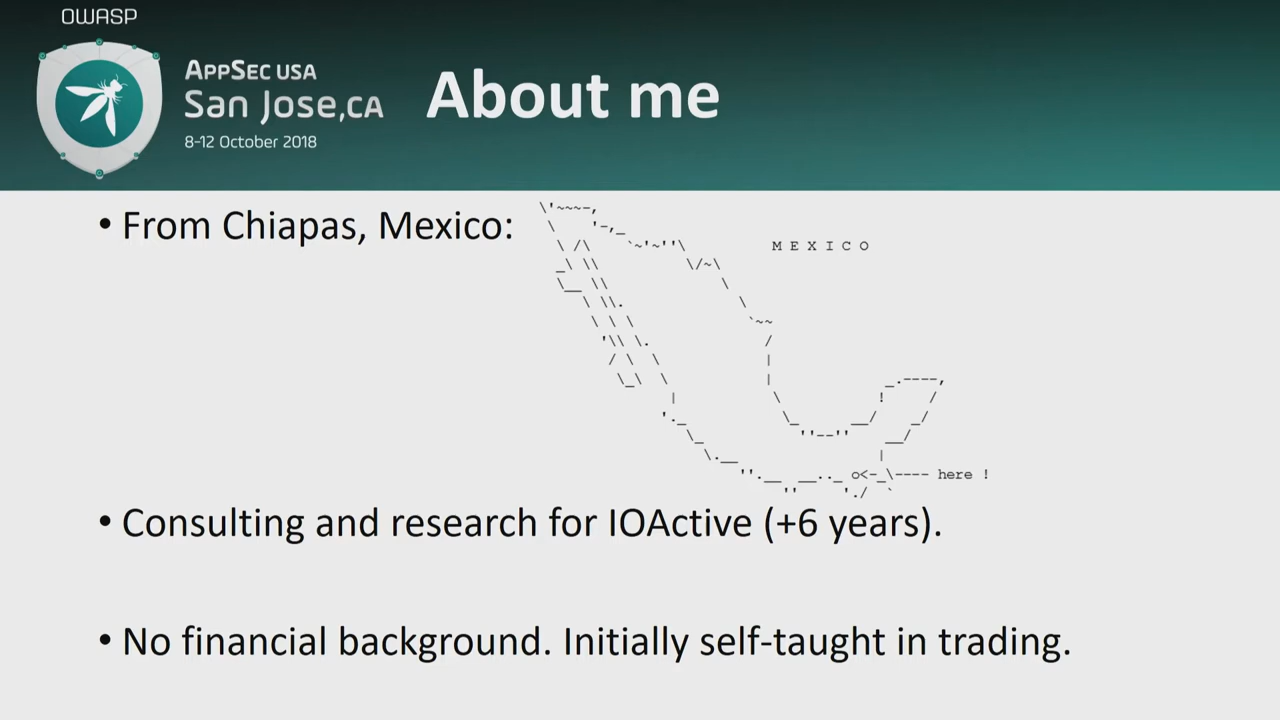 OWASP
APPSEC USA
San Jose,CA
8-12 October 2018
About me
• From Chiapas, Mexico:
M E X I C O
here !
• Consulting and research for IOActive (+6 years).
• No financial background. Initially self-taught in trading.